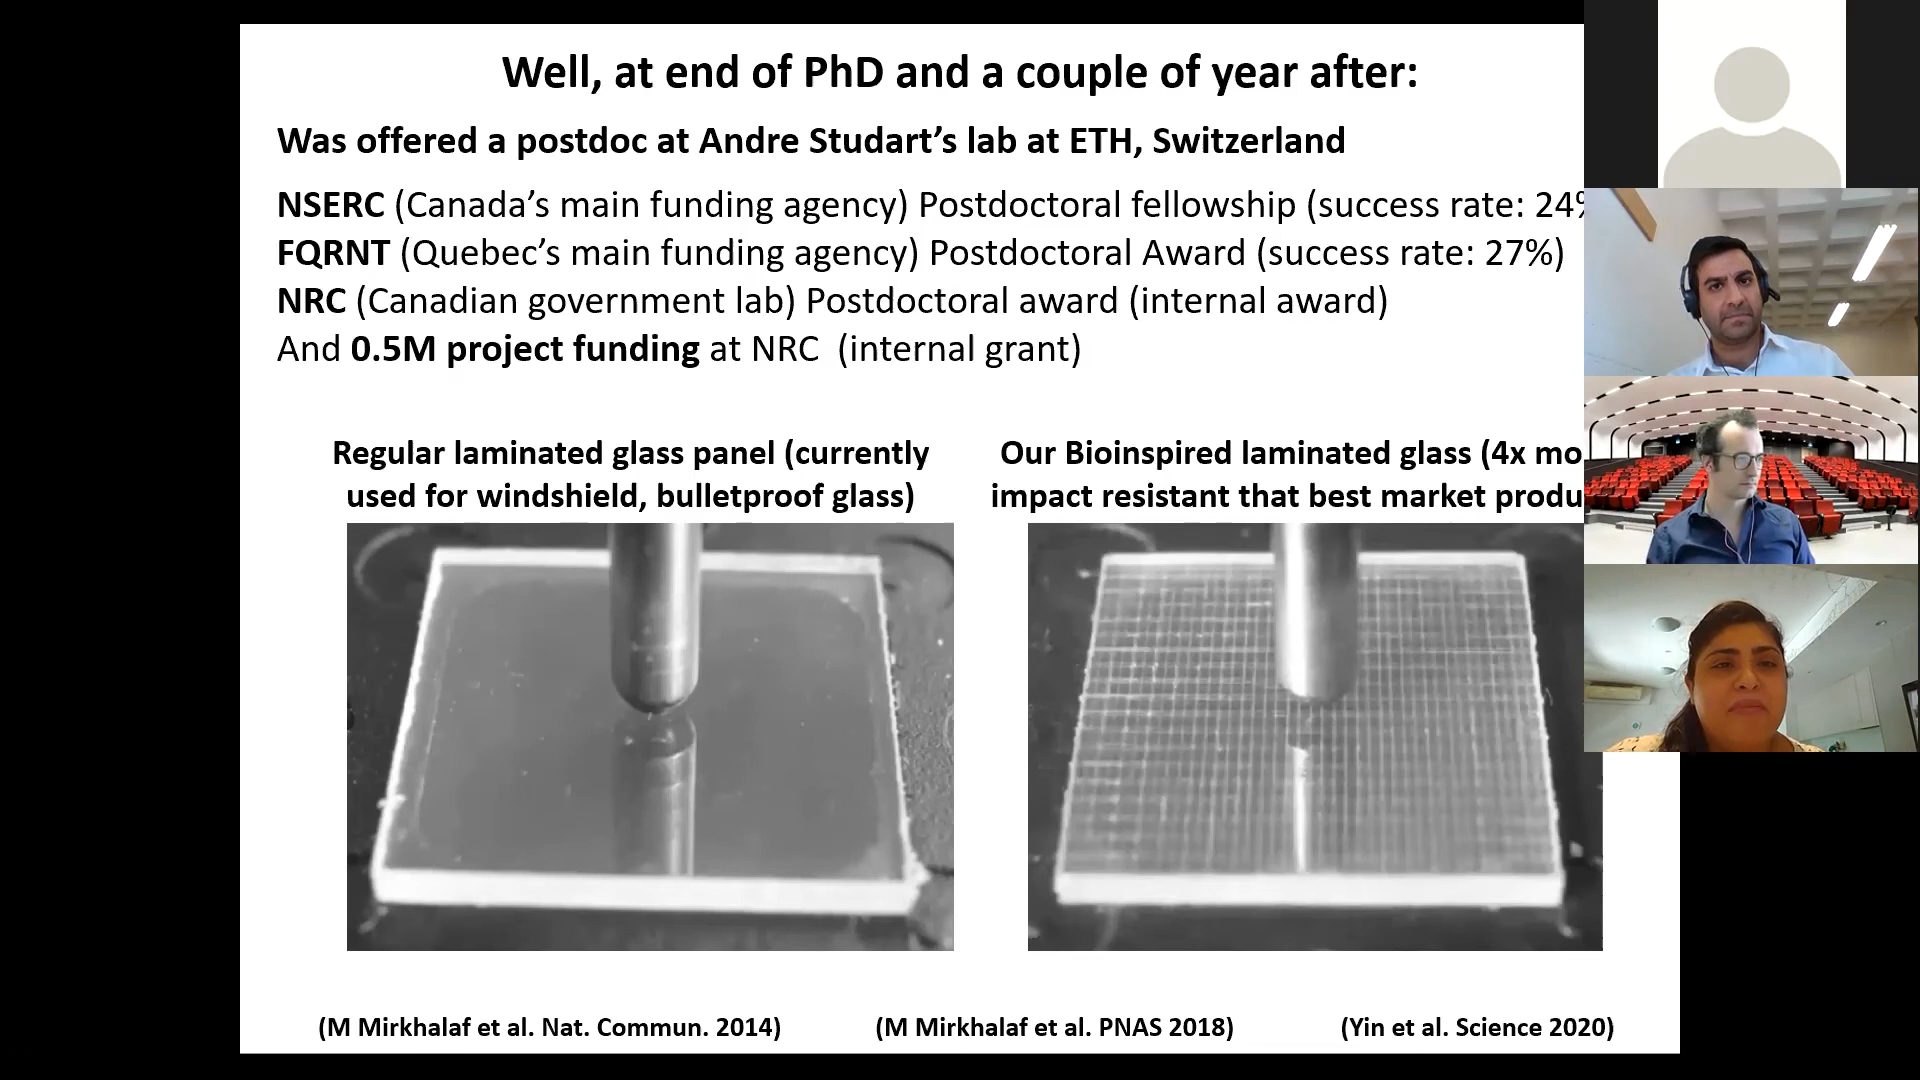 Well, at end of PhD and a couple of year after:
Was offered a postdoc at Andre Studart’s lab at ETH, Switzerland
NSERC (Canada’s main funding agency) Postdoctoral fellowship (success rate: 24%
FQRNT (Quebec’s main funding agency) Postdoctoral Award (success rate: 27%)
NRC (Canadian government lab) Postdoctoral award (internal award)
And 0.5M project funding at NRC (internal grant)
Regular laminated glass panel (currently
used for windshield, bulletproof glass)
Our Bioinspired laminated glass (4x mo
impact resistant that best market produ
(M Mirkhalaf et al. Nat. Commun. 2014)
(M Mirkhalaf et al. PNAS 2018)
(Yin et al. Science 2020)